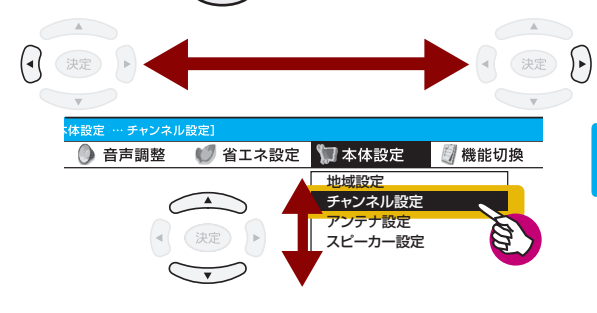 決定
決定
体設定 … チャンネル設定]
音声調整 省エネ設定 本体設定 機能切換
地域設定
チャンネル設定
決定
アンテナ設定
スピーカー設定